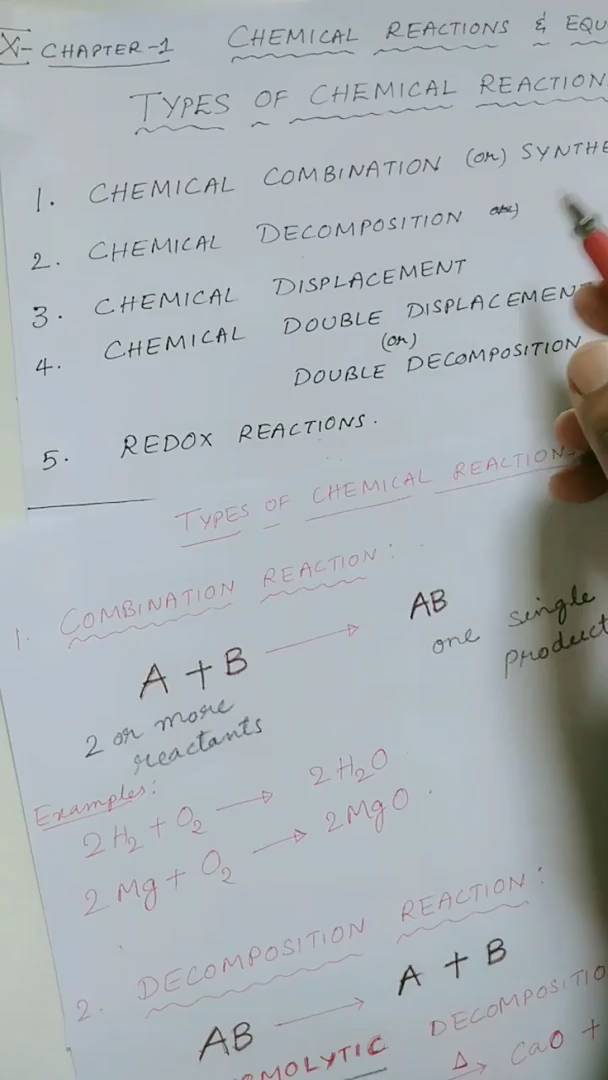 X- CHAPTER-1 CHEMICAL REACTIONS & EQU
TYPES OF CHEMICAL REACTION
1. CHEMICAL COMBINATION (or) SYNTHE
2. CHEMICAL DECOMPOSITION
3. CHEMICAL DISPLACEMENT
4. CHEMICAL DOUBLE DISPLACEMENT
(or)
DOUBLE DECOMPOSITION
5. REDOX REACTIONS.
TYPES OF CHEMICAL REACTION
1. COMBINATION REACTION:
A + B → AB
2 or more reactants
one single product
Examples:
2H₂ + O₂ → 2H₂O
2Mg + O₂ → 2MgO.
2. DECOMPOSITION REACTION:
AB → A + B
OMOLYTIC DECOMPOSITIO
Δ → CaO +